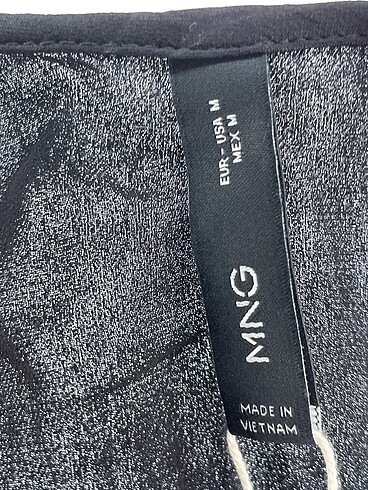 EUR - USA M
MEX M
MNG
MADE IN
VIETNAM